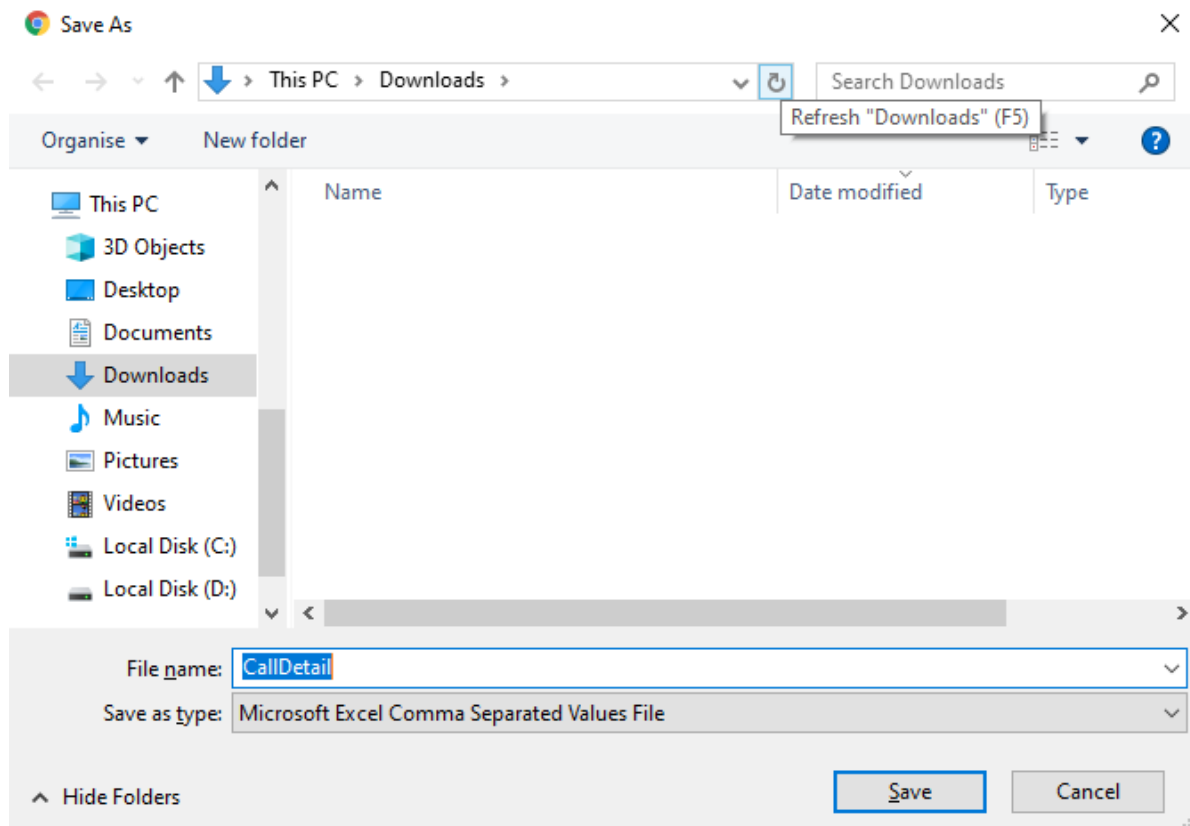 Save As
This PC > Downloads >
Search Downloads
Refresh "Downloads" (F5)
Organise
New folder
?
Name
Date modified
Type
This PC
3D Objects
Desktop
Documents
Downloads
Music
Pictures
Videos
Local Disk (C:)
Local Disk (D:)
File name: CallDetail
Save as type: Microsoft Excel Comma Separated Values File
Hide Folders
Save
Cancel